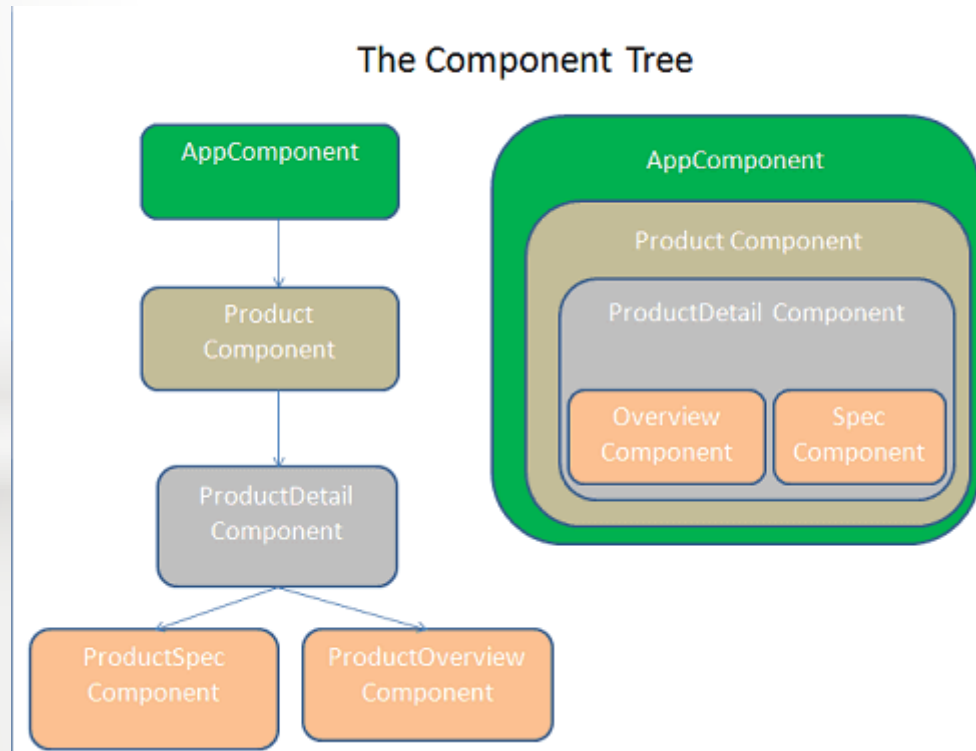 The Component Tree
AppComponent
Product
Component
ProductDetail
Component
ProductSpec
Component
ProductOverview
Component
AppComponent
Product Component
ProductDetail Component
Overview
Component
Spec
Component